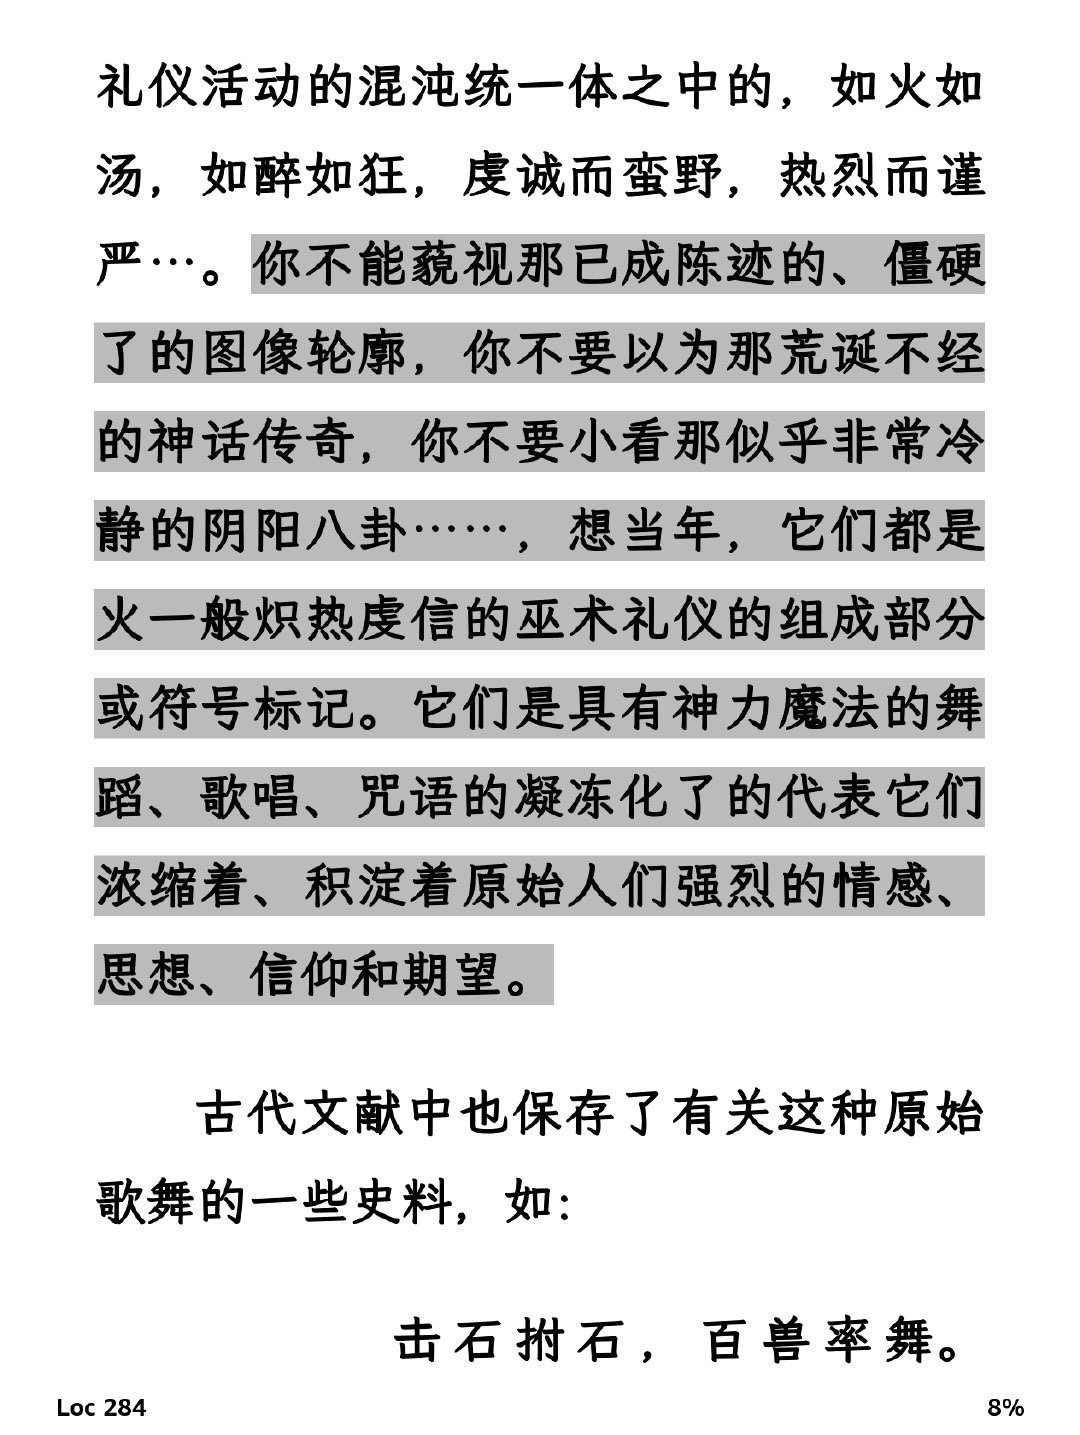 礼仪活动的混沌统一体之中的，如火如
汤，如醉如狂，虔诚而蛮野，热烈而谨
严…。你不能藐视那已成陈迹的、僵硬
了的图像轮廓，你不要以为那荒诞不经
的神话传奇，你不要小看那似乎非常冷
静的阴阳八卦……，想当年，它们都是
火一般炽热虔信的巫术礼仪的组成部分
或符号标记。它们是具有神力魔法的舞
蹈、歌唱、咒语的凝冻化了的代表它们
浓缩着、积淀着原始人们强烈的情感、
思想、信仰和期望。
古代文献中也保存了有关这种原始
歌舞的一些史料，如：
击石拊石，百兽率舞。
Loc 284
8%